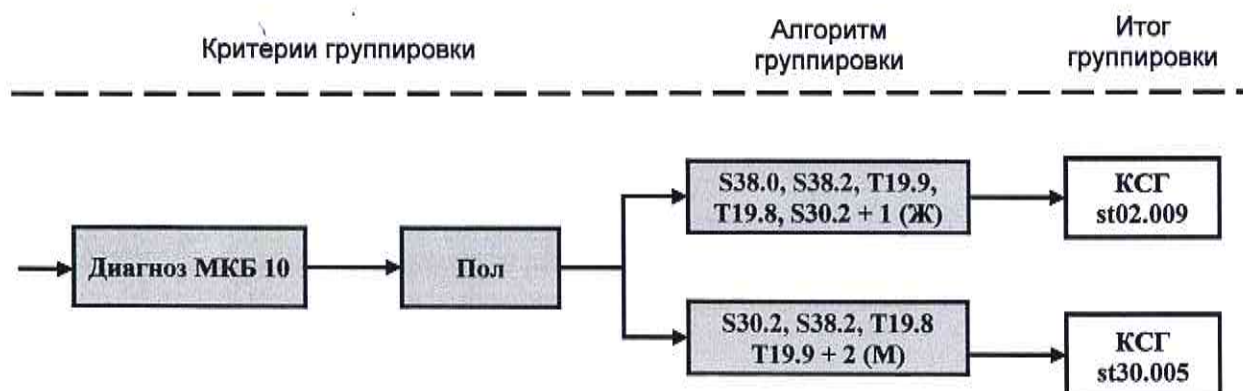 Критерии группировки
Алгоритм
группировки
Итог
группировки
Диагноз МКБ 10
Пол
S38.0, S38.2, T19.9,
T19.8, S30.2 + 1 (Ж)
КСГ
st02.009
S30.2, S38.2, T19.8
T19.9 + 2 (М)
КСГ
st30.005